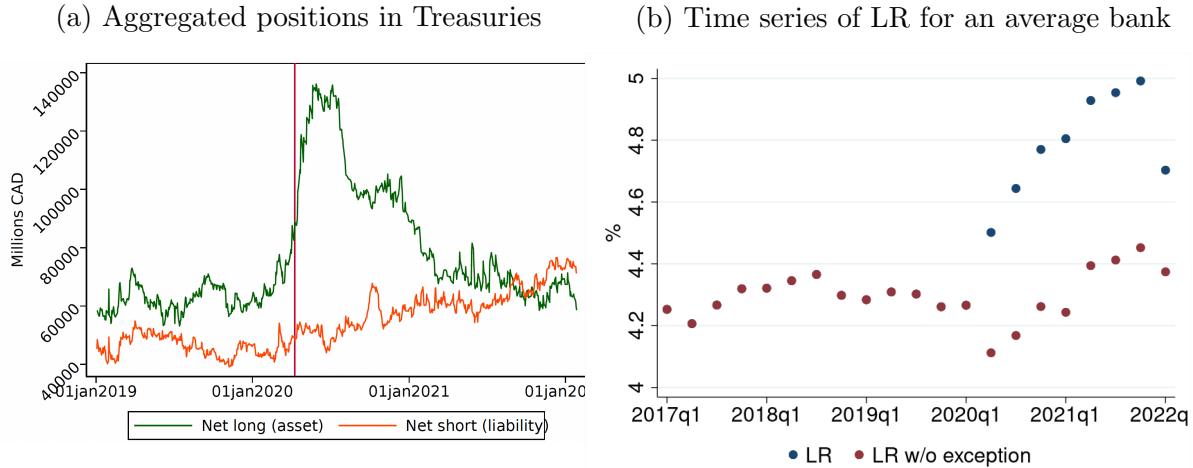 (a) Aggregated positions in Treasuries
Millions CAD
140000
120000
100000
80000
60000
40000
01jan2019
01jan2020
01jan2021
01jan20
Net long (asset)
Net short (liability)
(b) Time series of LR for an average bank
%
5
4.8
4.6
4.4
4.2
4
2017q1
2018q1
2019q1
2020q1
2021q1
2022q
LR
LR w/o exception